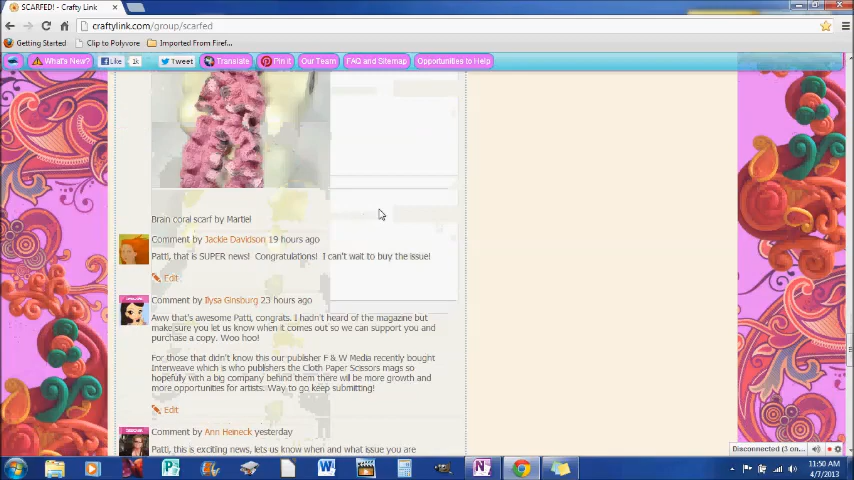 SCARFED! - Crafty Link
craftylink.com/group/scarfed
Getting Started
Clip to Polyvore
Imported From Firef...
What's New?
Like
1k
Tweet
Translate
Pin it
Our Team
FAQ and Sitemap
Opportunities to Help
Brain coral scarf by Martiel
Comment by Jackie Davidson 19 hours ago
Patti, that is SUPER news!  Congratulations!  I can't wait to buy the issue!
Edit
Comment by Ilysa Ginsburg 23 hours ago
Aww that's awesome Patti, congrats. I hadn't heard of the magazine but
make sure you let us know when it comes out so we can support you and
purchase a copy. Woo hoo!
For those that didn't know this our publisher F & W Media recently bought
Interweave which is who publishers the Cloth Paper Scissors mags so
hopefully with a big company behind them there will be more growth and
more opportunities for artists. Way to go keep submitting!
Edit
Comment by Ann Heineck yesterday
Patti, this is exciting news, lets us know when and what issue you are
Disconnected (3 on...
11:50 AM
4/7/2013